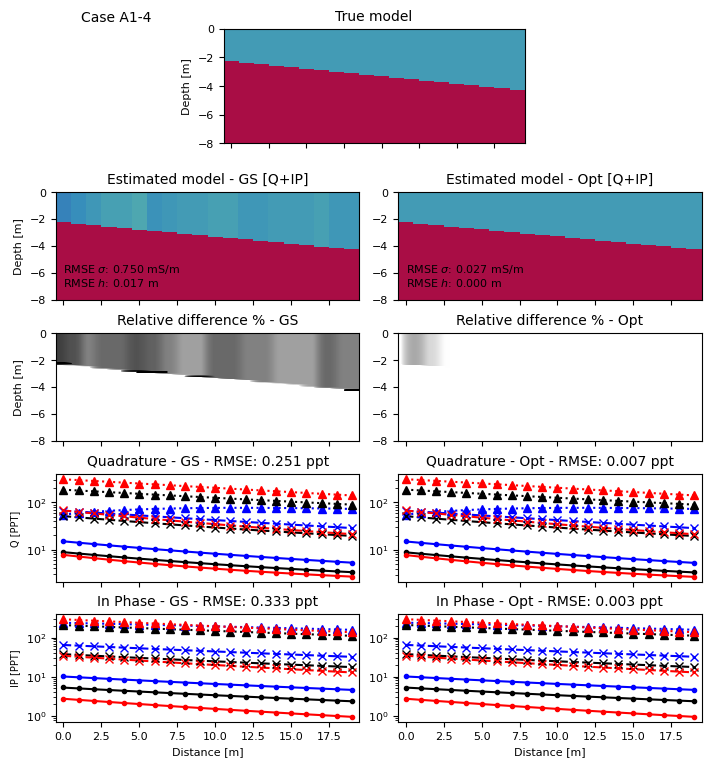 Case A1-4
True model
0
−2
−4
−6
−8
Depth [m]
Estimated model - GS [Q+IP]
Estimated model - Opt [Q+IP]
0
−2
−4
−6
−8
Depth [m]
RMSE σ: 0.750 mS/m
RMSE h: 0.017 m
0
−2
−4
−6
−8
RMSE σ: 0.027 mS/m
RMSE h: 0.000 m
Relative difference % - GS
Relative difference % - Opt
0
−2
−4
−6
−8
Depth [m]
0
−2
−4
−6
−8
Quadrature - GS - RMSE: 0.251 ppt
Quadrature - Opt - RMSE: 0.007 ppt
10²
10¹
Q [PPT]
10²
10¹
In Phase - GS - RMSE: 0.333 ppt
In Phase - Opt - RMSE: 0.003 ppt
10²
10¹
10⁰
IP [PPT]
10²
10¹
10⁰
0.0 2.5 5.0 7.5 10.0 12.5 15.0 17.5
0.0 2.5 5.0 7.5 10.0 12.5 15.0 17.5
Distance [m]
Distance [m]